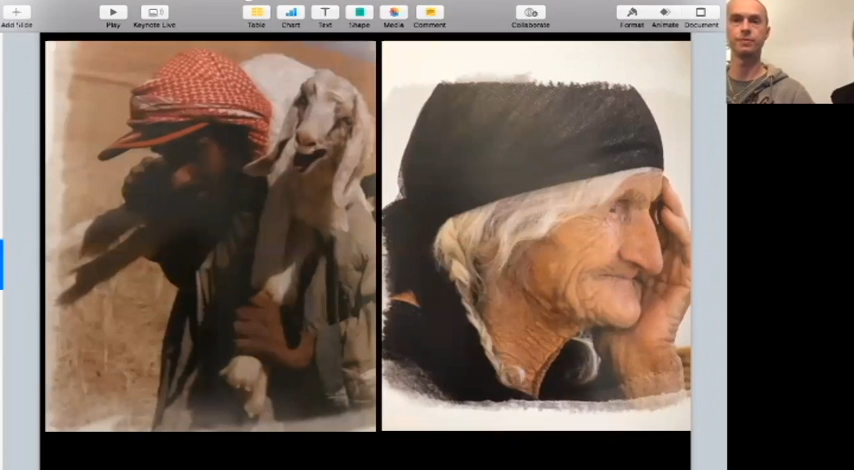 Add Slide
Play
Keynote Live
Table
Chart
Text
Shape
Media
Comment
Collaborate
Format
Animate
Document